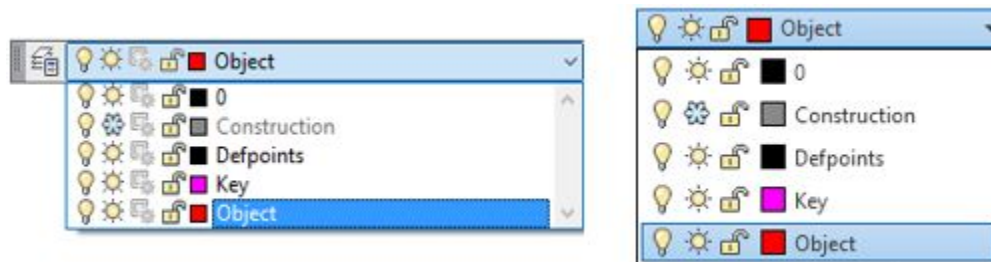 Object
0
Construction
Defpoints
Key
Object
Object
0
Construction
Defpoints
Key
Object